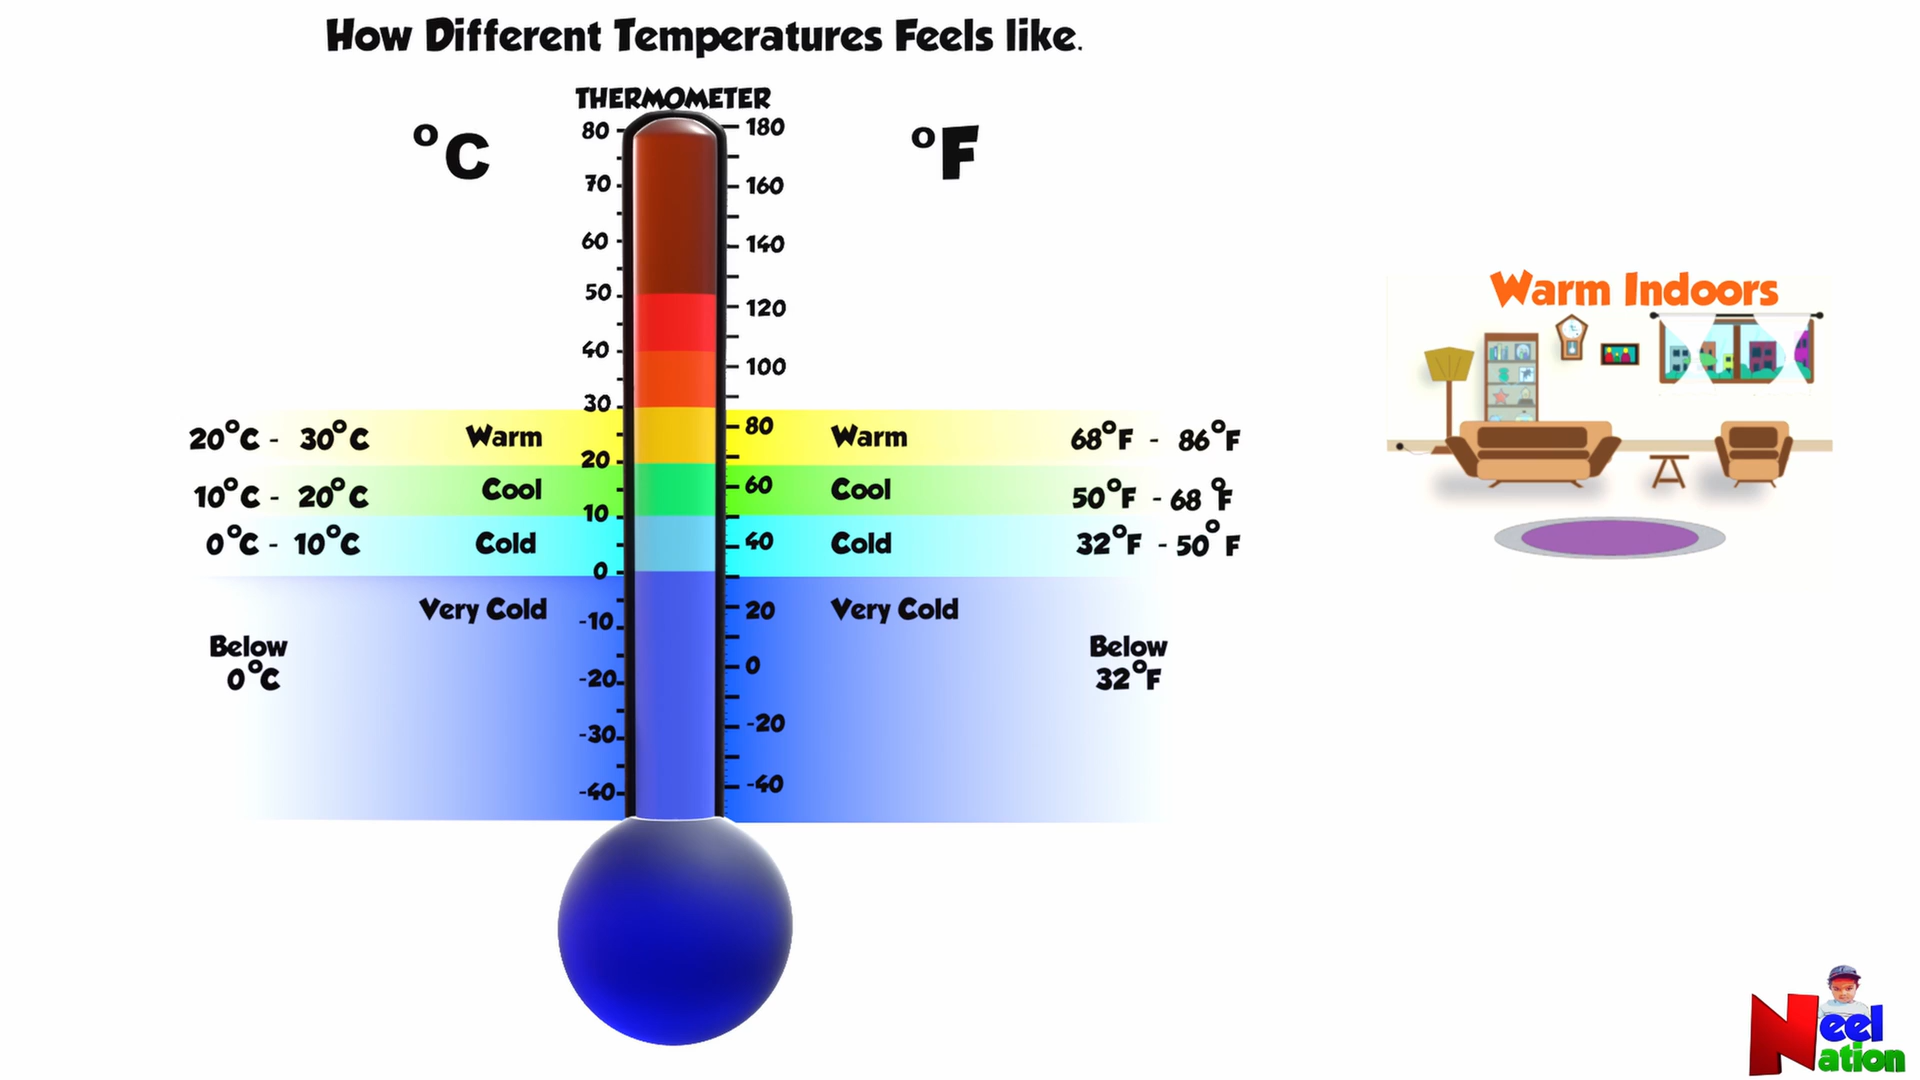 How Different Temperatures Feels like.
THERMOMETER
°C
°F
80
70
60
50
40
30
20
10
0
-10
-20
-30
-40
180
160
140
120
100
80
60
40
20
0
-20
-40
20°C - 30°C Warm
Warm 68°F - 86°F
10°C - 20°C Cool
Cool 50°F - 68°F
0°C - 10°C Cold
Cold 32°F - 50°F
Very Cold
Very Cold
Below
0°C
Below
32°F
Warm Indoors
Neel
Nation